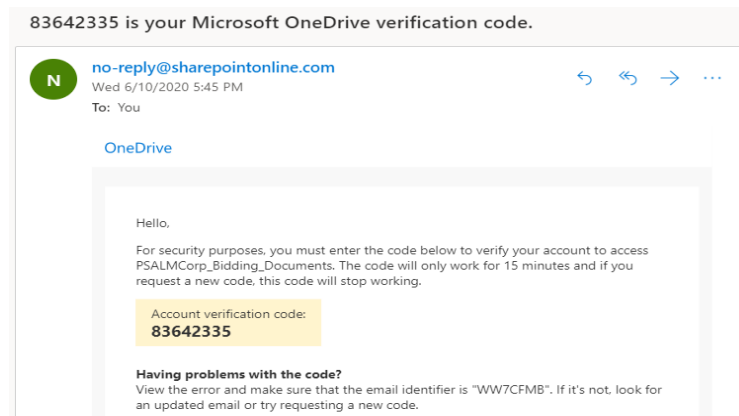 83642335 is your Microsoft OneDrive verification code.
N
no-reply@sharepointonline.com
Wed 6/10/2020 5:45 PM
To: You
OneDrive
Hello,
For security purposes, you must enter the code below to verify your account to access
PSALMCorp_Bidding_Documents. The code will only work for 15 minutes and if you
request a new code, this code will stop working.
Account verification code:
83642335
Having problems with the code?
View the error and make sure that the email identifier is "WW7CFMB". If it's not, look for
an updated email or try requesting a new code.